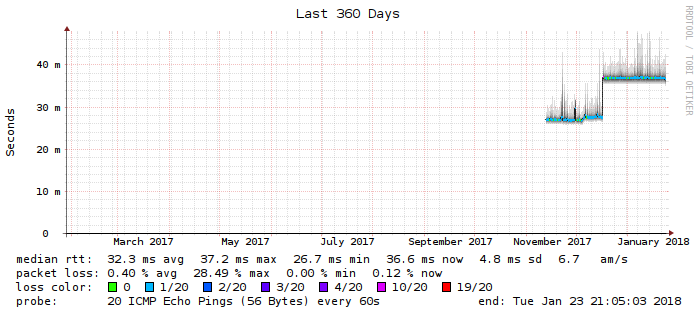 Last 360 Days
RRDTOOL / TOBI OETIKER
Seconds
40 m
30 m
20 m
10 m
0
March 2017 May 2017 July 2017 September 2017 November 2017 January 2018
median rtt: 32.3 ms avg 37.2 ms max 26.7 ms min 36.6 ms now 4.8 ms sd 6.7 am/s
packet loss: 0.40 % avg 28.49 % max 0.00 % min 0.12 % now
loss color: 0 1/20 2/20 3/20 4/20 10/20 19/20
probe: 20 ICMP Echo Pings (56 Bytes) every 60s end: Tue Jan 23 21:05:03 2018